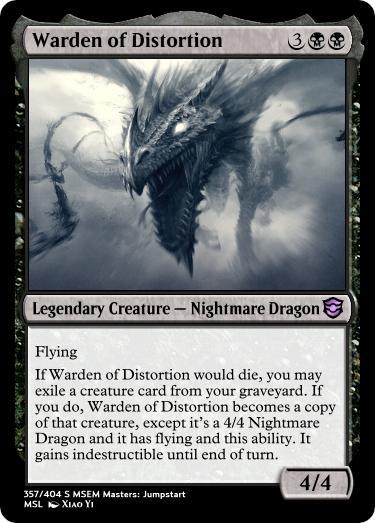 Warden of Distortion 3
Legendary Creature — Nightmare Dragon
Flying
If Warden of Distortion would die, you may
exile a creature card from your graveyard. If
you do, Warden of Distortion becomes a copy
of that creature, except it's a 4/4 Nightmare
Dragon and it has flying and this ability. It
gains indestructible until end of turn.
4/4
357/404 S MSEM Masters: Jumpstart
MSL Xiao Yi